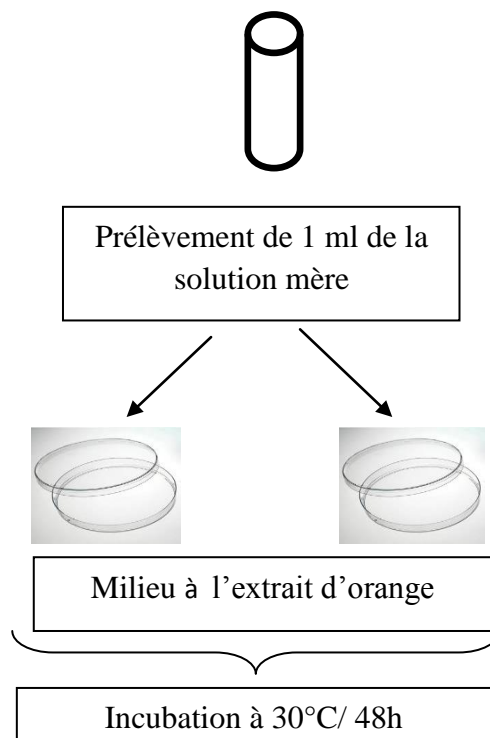 Prélèvement de 1 ml de la
solution mère
Milieu à l’extrait d’orange
Incubation à 30°C/ 48h